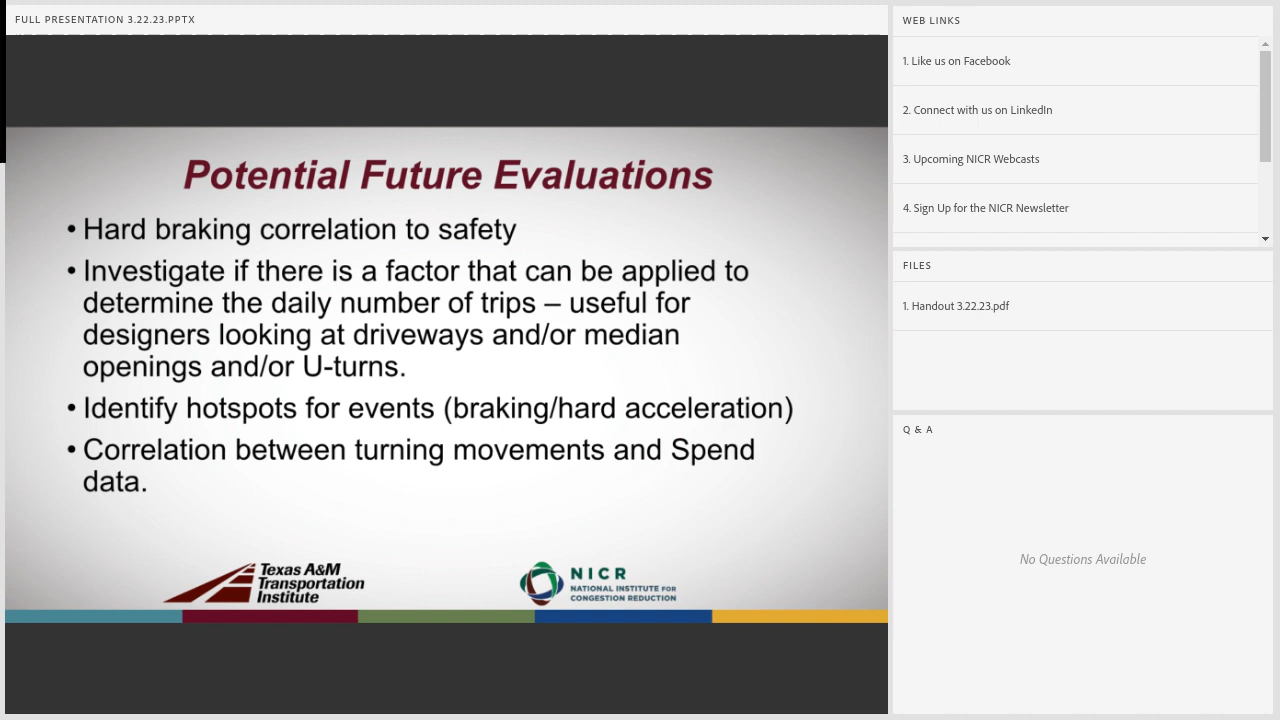 FULL PRESENTATION 3.22.23.PPTX
Potential Future Evaluations
• Hard braking correlation to safety
• Investigate if there is a factor that can be applied to
determine the daily number of trips – useful for
designers looking at driveways and/or median
openings and/or U-turns.
• Identify hotspots for events (braking/hard acceleration)
• Correlation between turning movements and Spend
data.
Texas A&M
Transportation
Institute
NICR
NATIONAL INSTITUTE FOR
CONGESTION REDUCTION
WEB LINKS
1. Like us on Facebook
2. Connect with us on LinkedIn
3. Upcoming NICR Webcasts
4. Sign Up for the NICR Newsletter
FILES
1. Handout 3.22.23.pdf
Q & A
No Questions Available